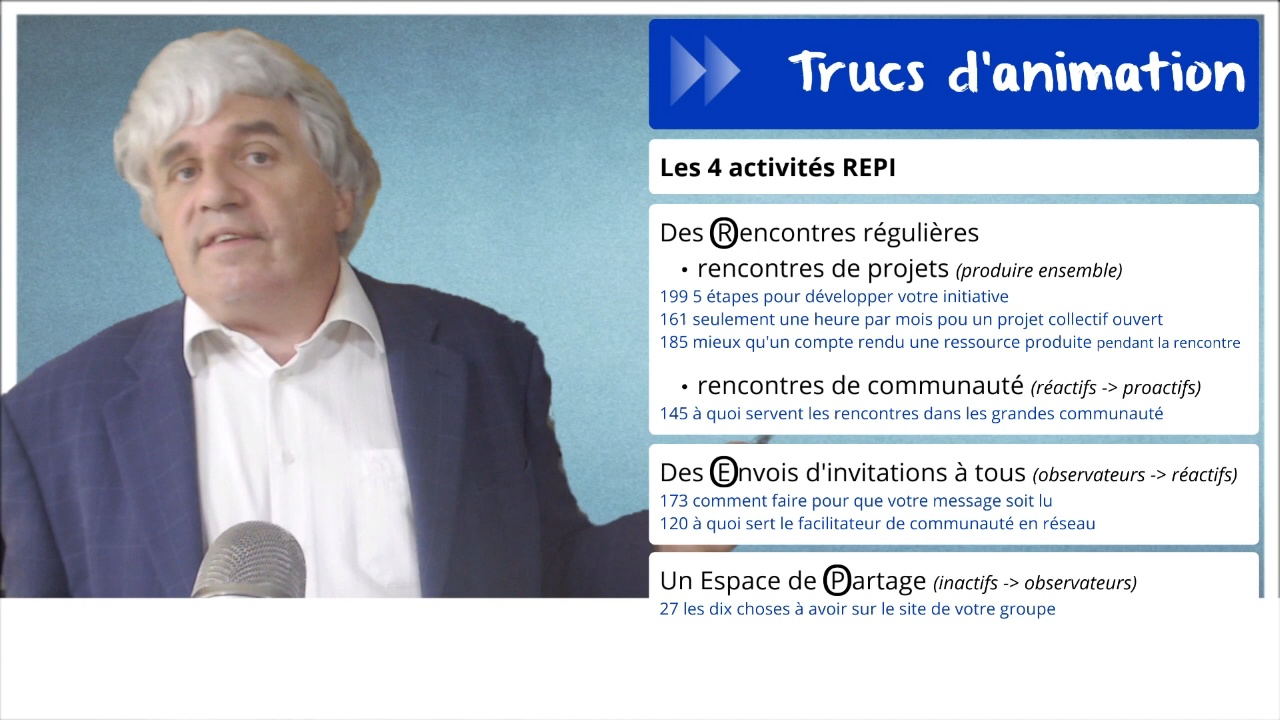 Trucs d'animation
Les 4 activités REPI
Des Rencontres régulières
• rencontres de projets (produire ensemble)
199 5 étapes pour développer votre initiative
161 seulement une heure par mois pou un projet collectif ouvert
185 mieux qu'un compte rendu une ressource produite pendant la rencontre
• rencontres de communauté (réactifs -> proactifs)
145 à quoi servent les rencontres dans les grandes communauté
Des Envois d'invitations à tous (observateurs -> réactifs)
173 comment faire pour que votre message soit lu
120 à quoi sert le facilitateur de communauté en réseau
Un Espace de Partage (inactifs -> observateurs)
27 les dix choses à avoir sur le site de votre groupe